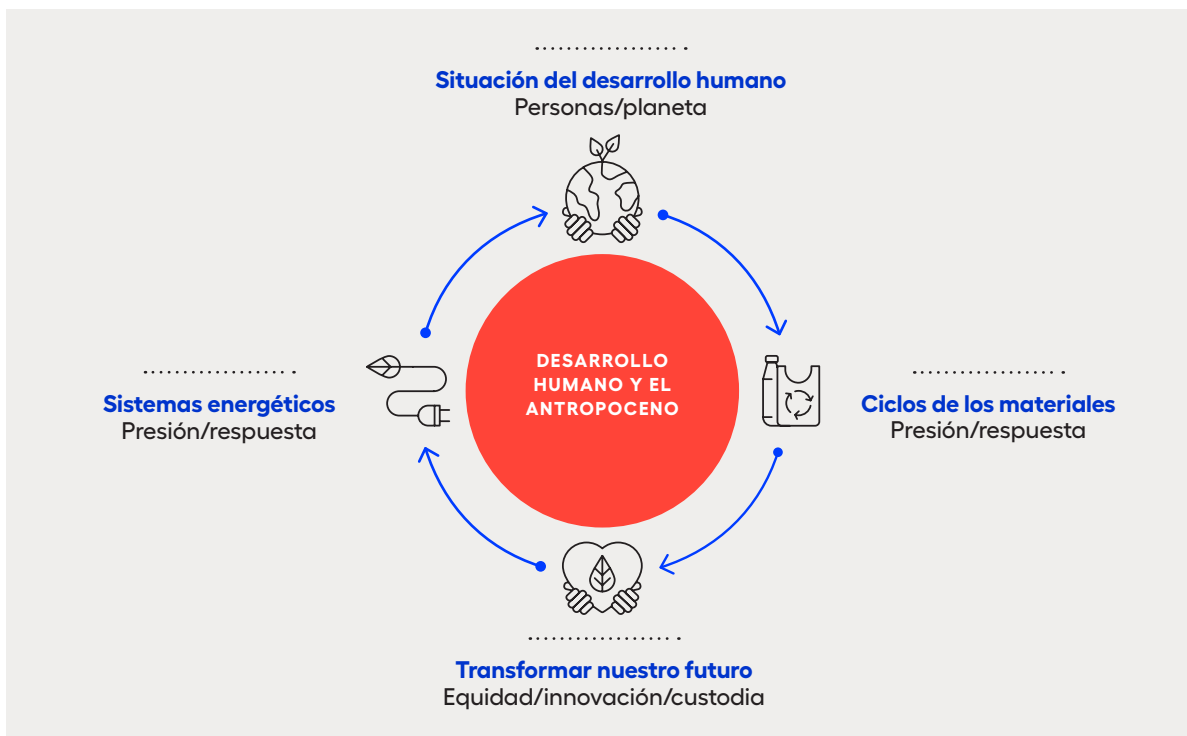 Situación del desarrollo humano
Personas/planeta
DESARROLLO
HUMANO Y EL
ANTROPOCENO
Sistemas energéticos
Presión/respuesta
Ciclos de los materiales
Presión/respuesta
Transformar nuestro futuro
Equidad/innovación/custodia